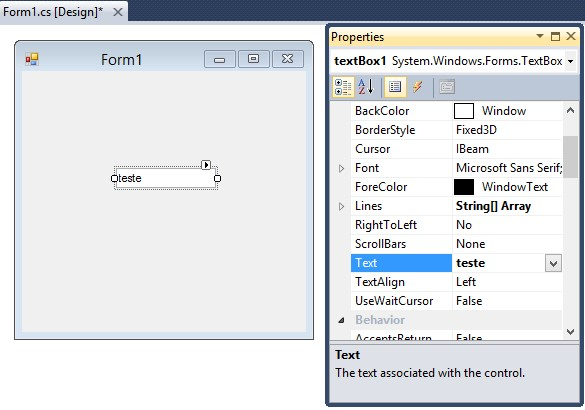 Form1.cs [Design]*
Form1
teste
Properties
textBox1 System.Windows.Forms.TextBox
BackColor Window
BorderStyle Fixed3D
Cursor IBeam
Font Microsoft Sans Serif;
ForeColor WindowText
Lines String[] Array
RightToLeft No
ScrollBars None
Text teste
TextAlign Left
UseWaitCursor False
Behavior
AcceptsReturn False
Text
The text associated with the control.